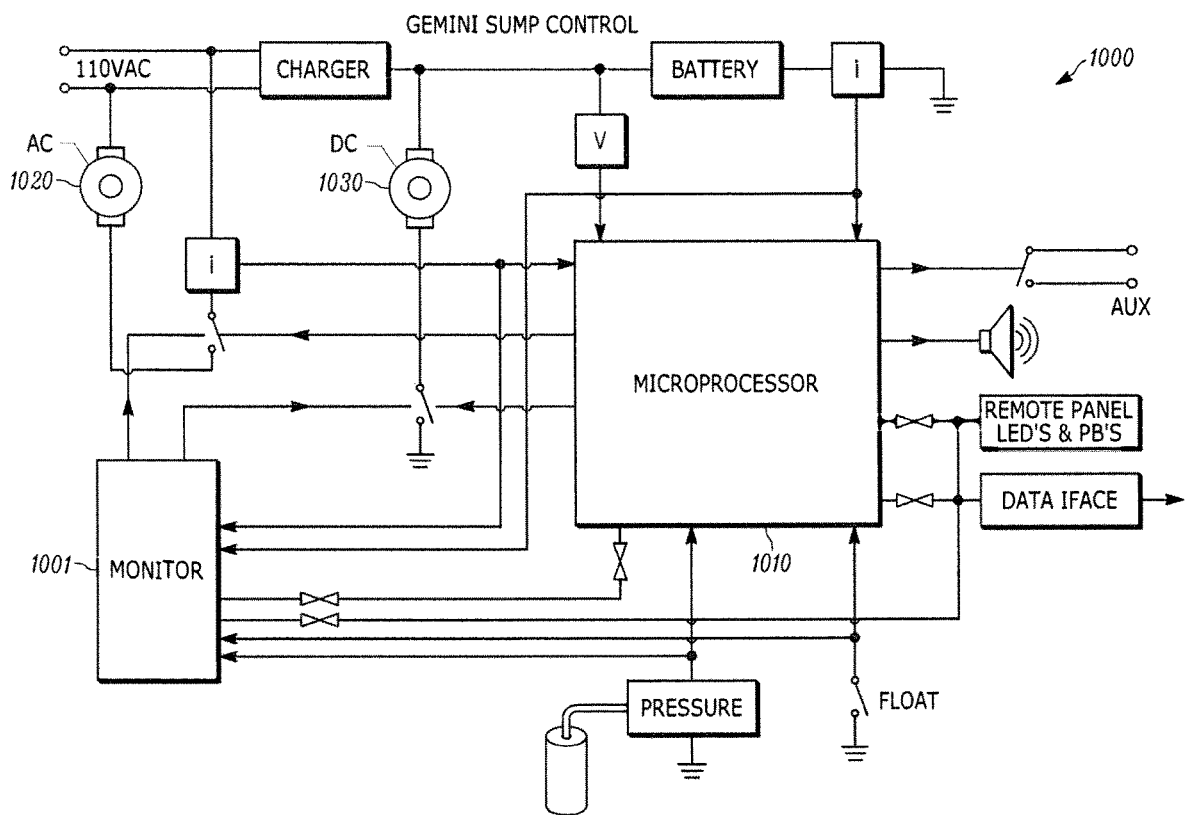 GEMINI SUMP CONTROL
110VAC
CHARGER
BATTERY
i
1000
AC
1020
DC
1030
V
i
MICROPROCESSOR
AUX
REMOTE PANEL
LED'S & PB'S
DATA IFACE
1001
MONITOR
1010
PRESSURE
FLOAT